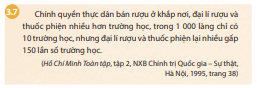 3.7
Chính quyền thực dân bán rượu ở khắp nơi, đại lí rượu và
thuốc phiện nhiều hơn trường học, trong 1 000 làng chỉ có
10 trường học, nhưng đại lí rượu và thuốc phiện lại nhiều gấp
150 lần số trường học.
(Hồ Chí Minh Toàn tập, tập 2, NXB Chính trị Quốc gia – Sự thật,
Hà Nội, 1995, trang 38)